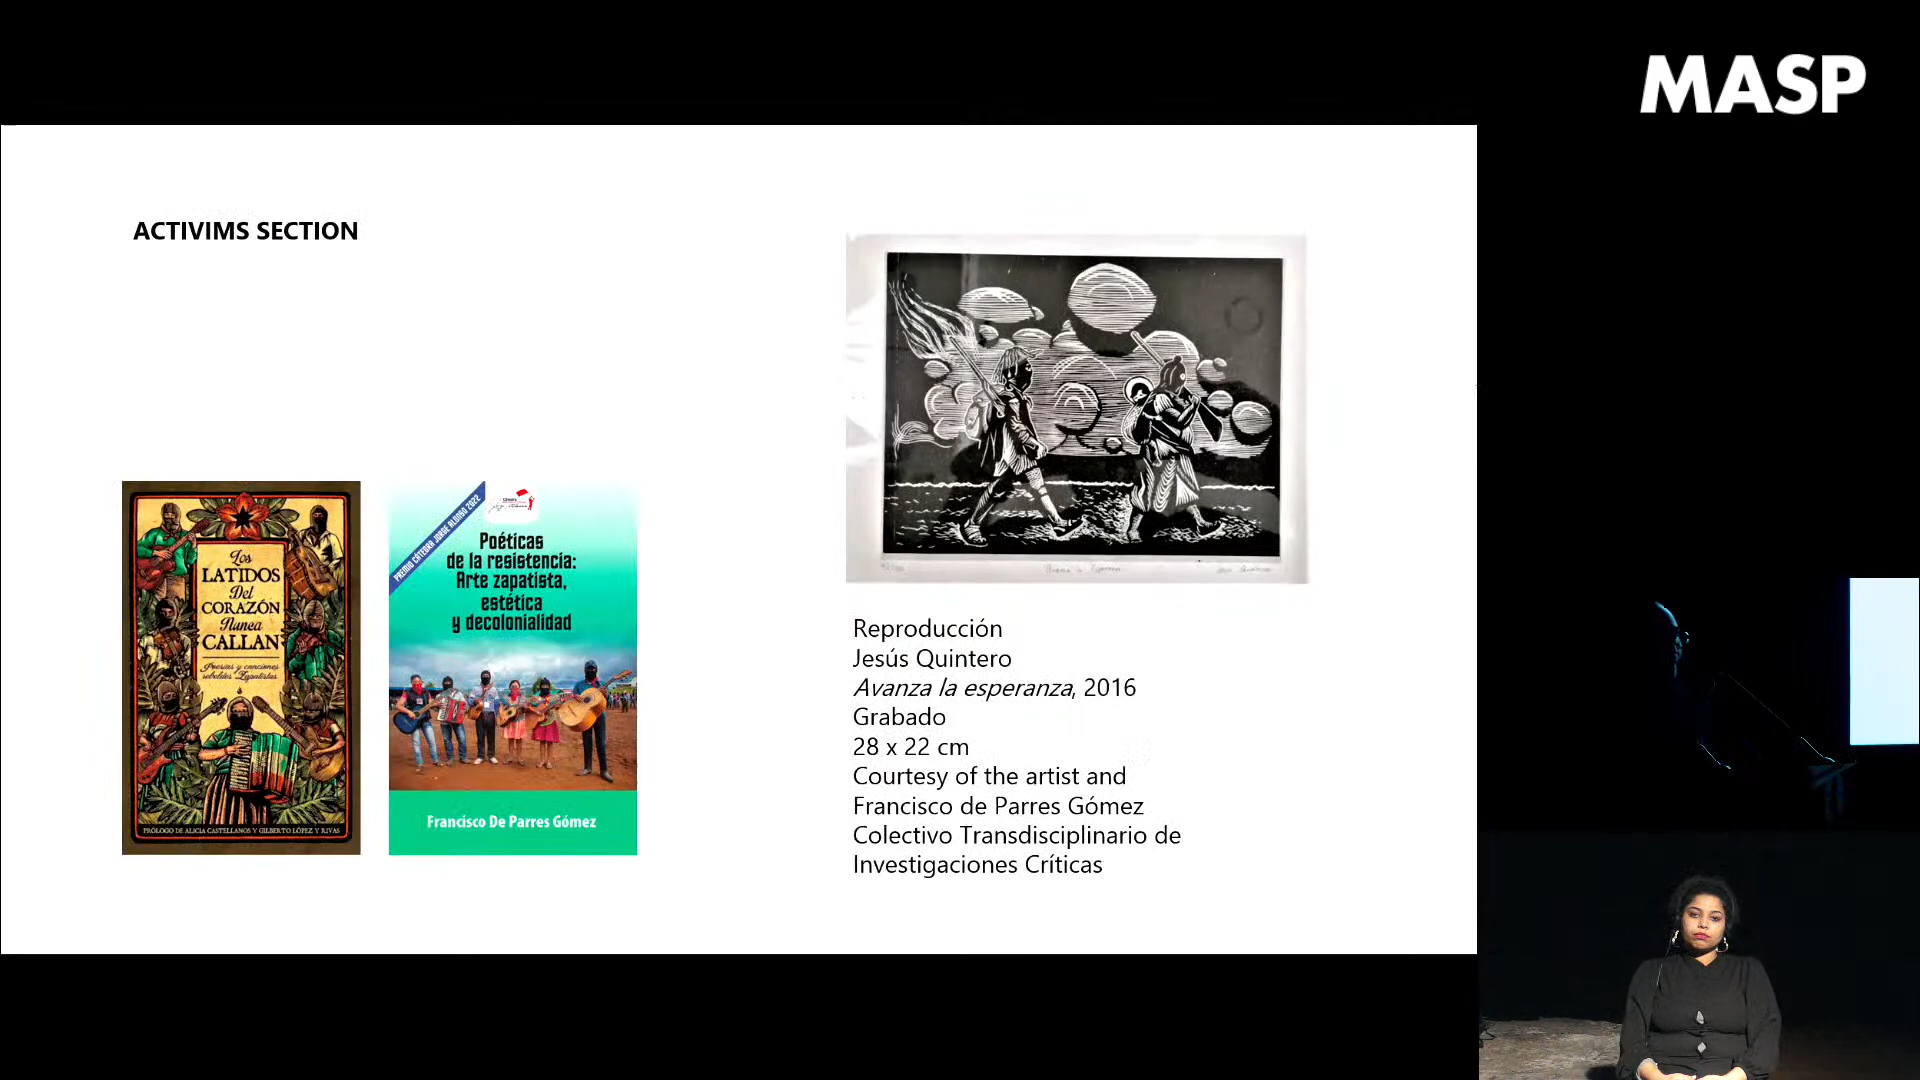 MASP
ACTIVIMS SECTION
Los
LATIDOS
Del
CORAZÓN
Nunca
CALLAN
Poesías y canciones
rebeldes Zapatistas
PRÓLOGO DE ALICIA CASTELLANOS Y GILBERTO LÓPEZ Y RIVAS
PREMIO CÁTEDRA JORGE ALONSO 2022
Poéticas
de la resistencia:
Arte zapatista,
estética
y decolonialidad
Francisco De Parres Gómez
Reproducción
Jesús Quintero
Avanza la esperanza, 2016
Grabado
28 x 22 cm
Courtesy of the artist and
Francisco de Parres Gómez
Colectivo Transdisciplinario de
Investigaciones Críticas